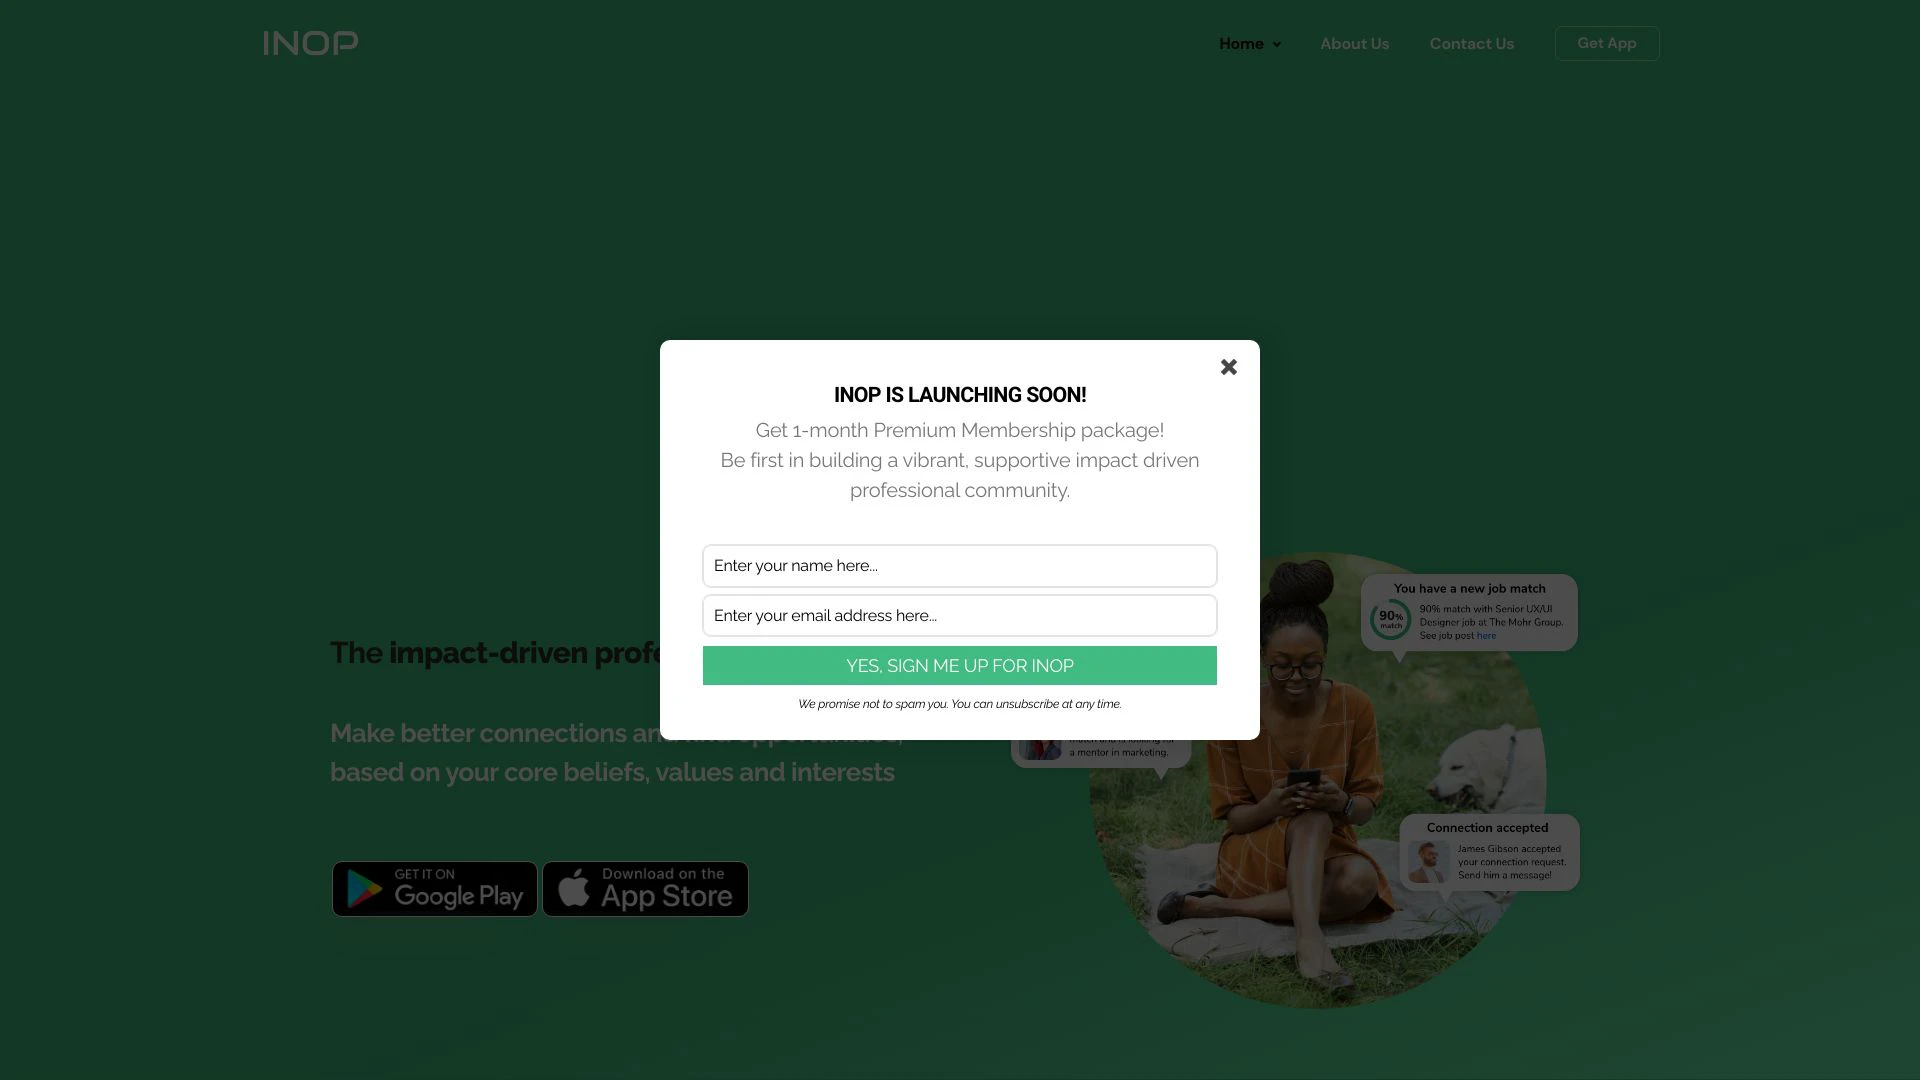 INOP
Home
About Us
Contact Us
Get App
INOP IS LAUNCHING SOON!
Get 1-month Premium Membership package!
Be first in building a vibrant, supportive impact driven
professional community.
Enter your name here...
Enter your email address here...
YES, SIGN ME UP FOR INOP
We promise not to spam you. You can unsubscribe at any time.
The impact-driven
Make better connections
based on your core beliefs, values and interests
GET IT ON
Google Play
Download on the
App Store
You have a new job match
90%
match
90% match with Senior UX/UI
Designer job at The Mohr Group.
See job post here
a mentor in marketing.
Connection accepted
James Gibson accepted
your connection request.
Send him a message!